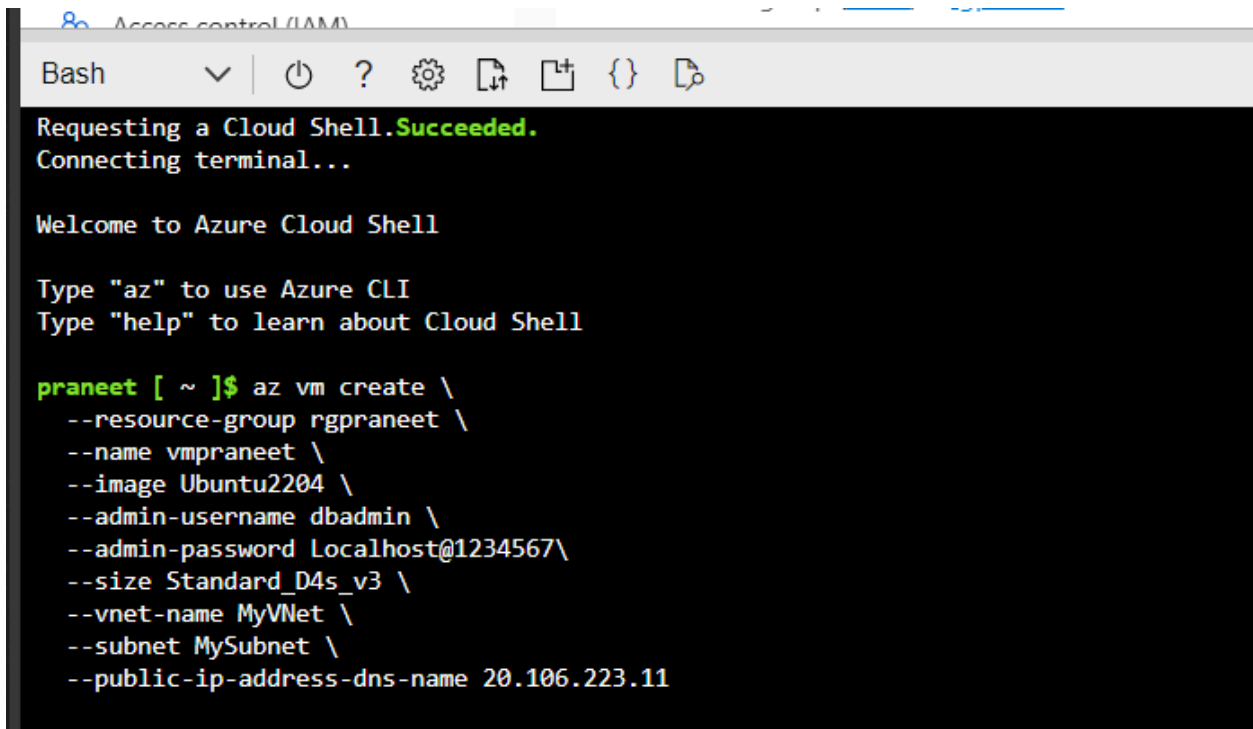 Access control (IAM)
Bash
Requesting a Cloud Shell.Succeeded.
Connecting terminal...
Welcome to Azure Cloud Shell
Type "az" to use Azure CLI
Type "help" to learn about Cloud Shell
praneet [ ~ ]$ az vm create \
--resource-group rgpraneet \
--name vmpraneet \
--image Ubuntu2204 \
--admin-username dbadmin \
--admin-password Localhost@1234567\
--size Standard_D4s_v3 \
--vnet-name MyVNet \
--subnet MySubnet \
--public-ip-address-dns-name 20.106.223.11